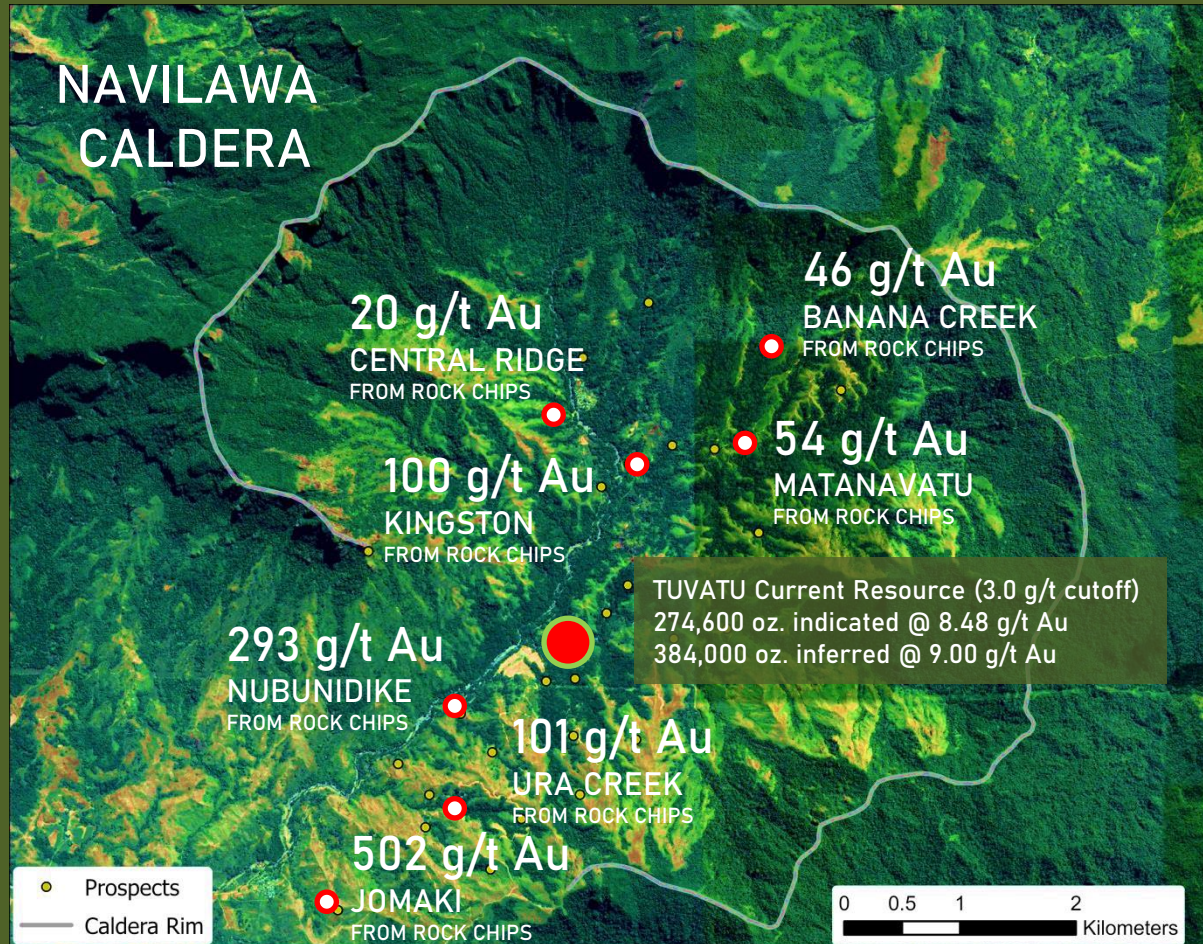 NAVILAWA
CALDERA
46 g/t Au
BANANA CREEK
FROM ROCK CHIPS
20 g/t Au
CENTRAL RIDGE
FROM ROCK CHIPS
54 g/t Au
MATANAVATU
FROM ROCK CHIPS
100 g/t Au
KINGSTON
FROM ROCK CHIPS
TUVATU Current Resource (3.0 g/t cutoff)
274,600 oz. indicated @ 8.48 g/t Au
384,000 oz. inferred @ 9.00 g/t Au
293 g/t Au
NUBUNIDIKE
FROM ROCK CHIPS
101 g/t Au
URA CREEK
FROM ROCK CHIPS
502 g/t Au
JOMAKI
FROM ROCK CHIPS
Prospects
Caldera Rim
0 0.5 1 2
Kilometers